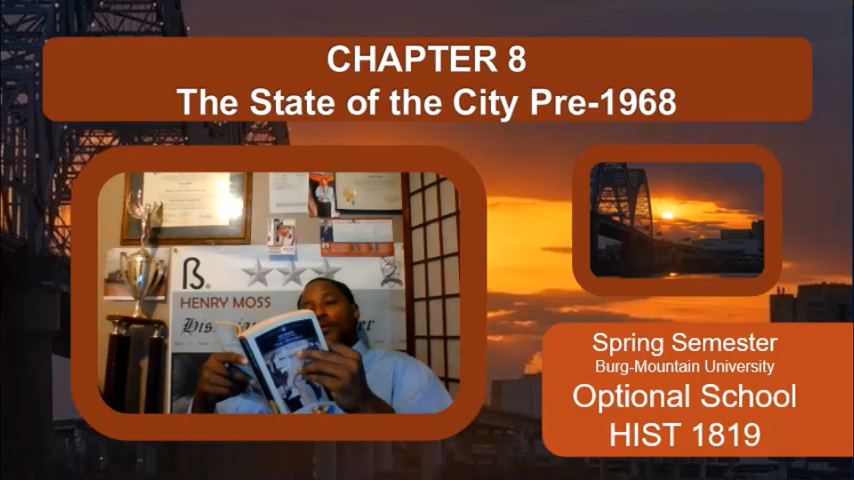 CHAPTER 8
The State of the City Pre-1968
ß
HENRY MOSS
Spring Semester
Burg-Mountain University
Optional School
HIST 1819